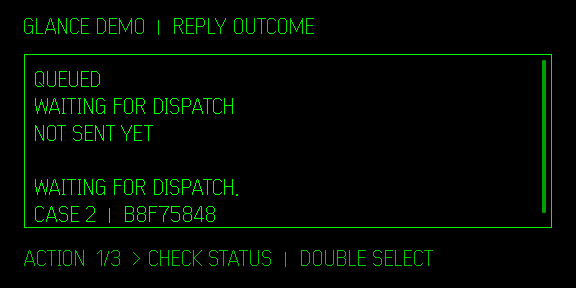 GLANCE DEMO | REPLY OUTCOME
QUEUED
WAITING FOR DISPATCH
NOT SENT YET
WAITING FOR DISPATCH.
CASE 2 | B8F75848
ACTION 1/3 > CHECK STATUS | DOUBLE SELECT